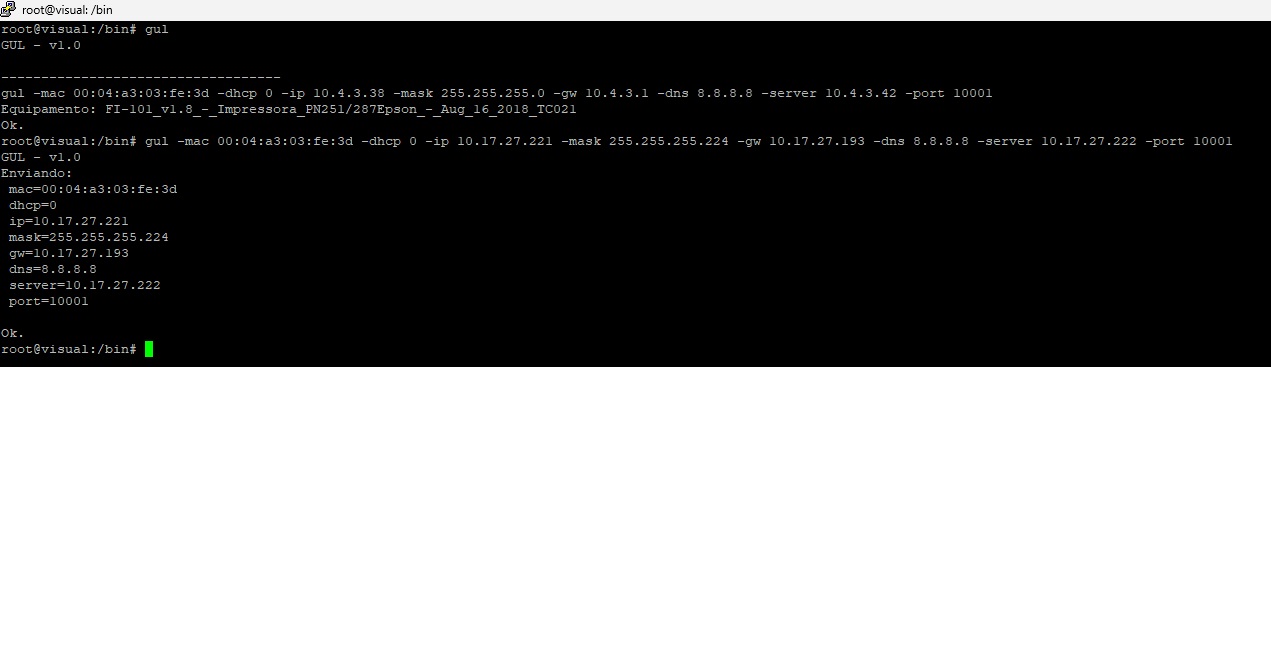 root@visual: /bin
root@visual:/bin# gul
GUL - v1.0
-----------------------------------
gul -mac 00:04:a3:03:fe:3d -dhcp 0 -ip 10.4.3.38 -mask 255.255.255.0 -gw 10.4.3.1 -dns 8.8.8.8 -server 10.4.3.42 -port 10001
Equipamento: FI-101_v1.8_-_Impressora_PN251/287Epson_-_Aug_16_2018_TC021
Ok.
root@visual:/bin# gul -mac 00:04:a3:03:fe:3d -dhcp 0 -ip 10.17.27.221 -mask 255.255.255.224 -gw 10.17.27.193 -dns 8.8.8.8 -server 10.17.27.222 -port 10001
GUL - v1.0
Enviando:
mac=00:04:a3:03:fe:3d
dhcp=0
ip=10.17.27.221
mask=255.255.255.224
gw=10.17.27.193
dns=8.8.8.8
server=10.17.27.222
port=10001
Ok.
root@visual:/bin#